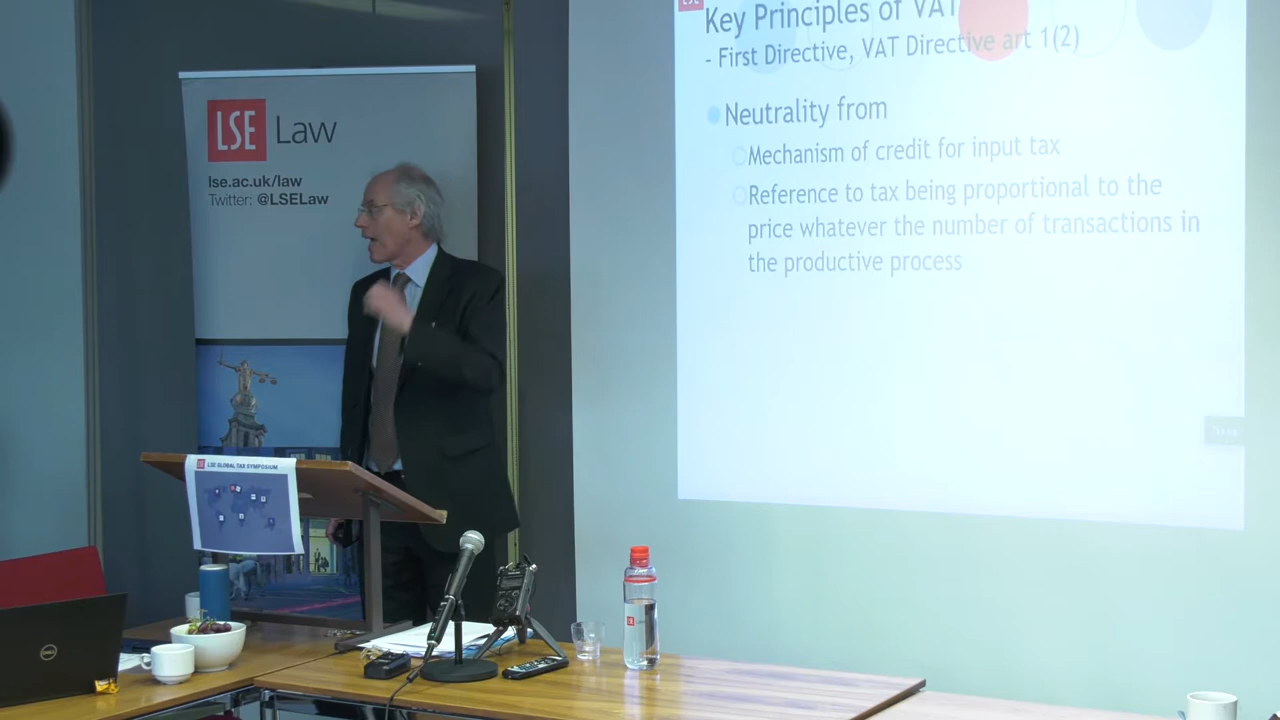 LSE Law
lse.ac.uk/law
Twitter: @LSELaw
LSE GLOBAL TAX SYMPOSIUM
DELL
LSE
Key Principles of VAT
- First Directive, VAT Directive art 1(2)
Neutrality from
Mechanism of credit for input tax
Reference to tax being proportional to the
price whatever the number of transactions in
the productive process